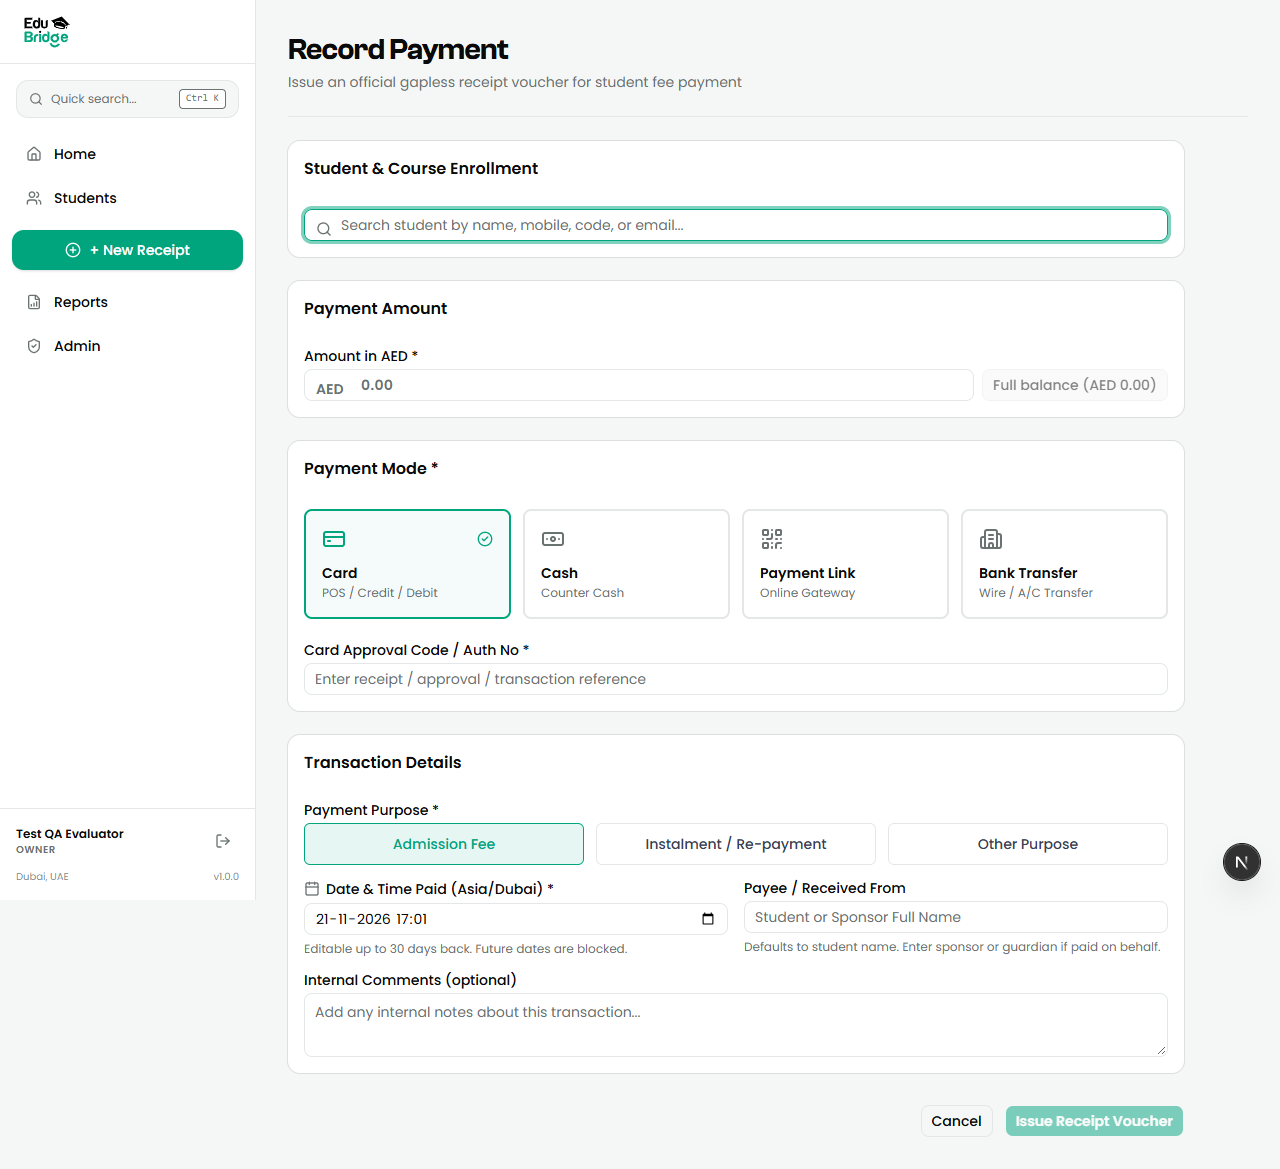 Edu
Bridge
Quick search...
Ctrl K
Home
Students
+ New Receipt
Reports
Admin
Test QA Evaluator
OWNER
Dubai, UAE
v1.0.0
Record Payment
Issue an official gapless receipt voucher for student fee payment
Student & Course Enrollment
Search student by name, mobile, code, or email...
Payment Amount
Amount in AED *
AED 0.00
Full balance (AED 0.00)
Payment Mode *
Card
POS / Credit / Debit
Cash
Counter Cash
Payment Link
Online Gateway
Bank Transfer
Wire / A/C Transfer
Card Approval Code / Auth No *
Enter receipt / approval / transaction reference
Transaction Details
Payment Purpose *
Admission Fee
Instalment / Re-payment
Other Purpose
Date & Time Paid (Asia/Dubai) *
21-11-2026 17:01
Editable up to 30 days back. Future dates are blocked.
Payee / Received From
Student or Sponsor Full Name
Defaults to student name. Enter sponsor or guardian if paid on behalf.
Internal Comments (optional)
Add any internal notes about this transaction...
Cancel
Issue Receipt Voucher
N